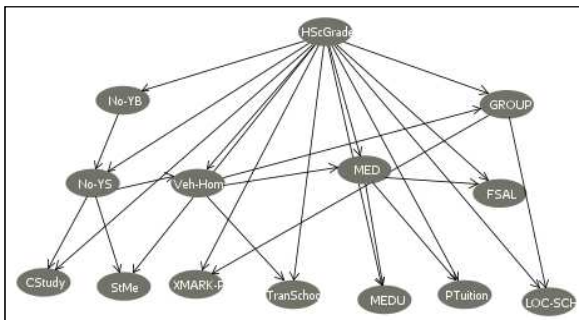 HScGrade
No-YB
GROUP
No-YS
Veh-Hom
MED
FSAL
CStudy
StMe
XMARK-P
TranSchoo
MEDU
PTuition
LOC-SCH